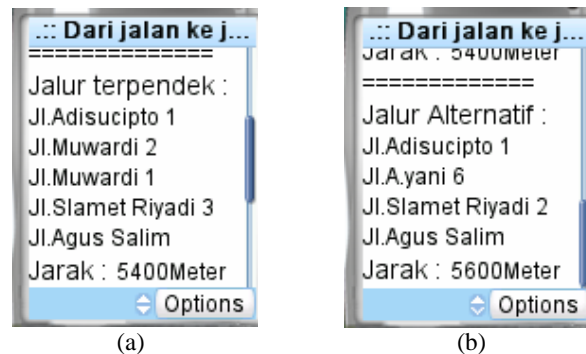 .:: Dari jalan ke j...
==============
Jalur terpendek :
Jl.Adisucipto 1
Jl.Muwardi 2
Jl.Muwardi 1
Jl.Slamet Riyadi 3
Jl.Agus Salim
Jarak : 5400Meter
Options
(a)
.:: Dari jalan ke j...
Jarak : 5400Meter
=============
Jalur Alternatif :
Jl.Adisucipto 1
Jl.A.yani 6
Jl.Slamet Riyadi 2
Jl.Agus Salim
Jarak : 5600Meter
Options
(b)